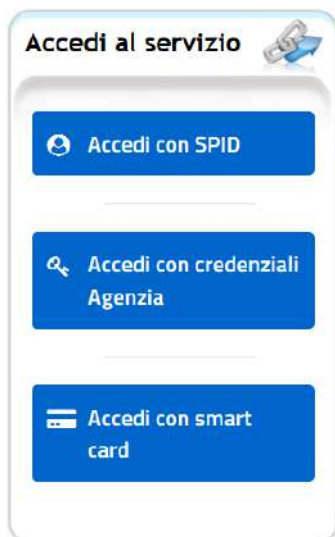 Accedi al servizio
Accedi con SPID
Accedi con credenziali
Agenzia
Accedi con smart
card